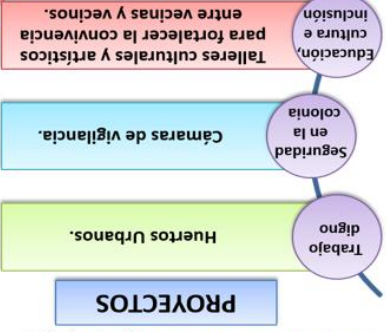 PROYECTOS
Trabajo
digno
Huertos Urbanos.
Seguridad
en la
colonia
Cámaras de vigilancia.
Educación,
cultura e
inclusión
Talleres culturales y artísticos
para fortalecer la convivencia
entre vecinas y vecinos.